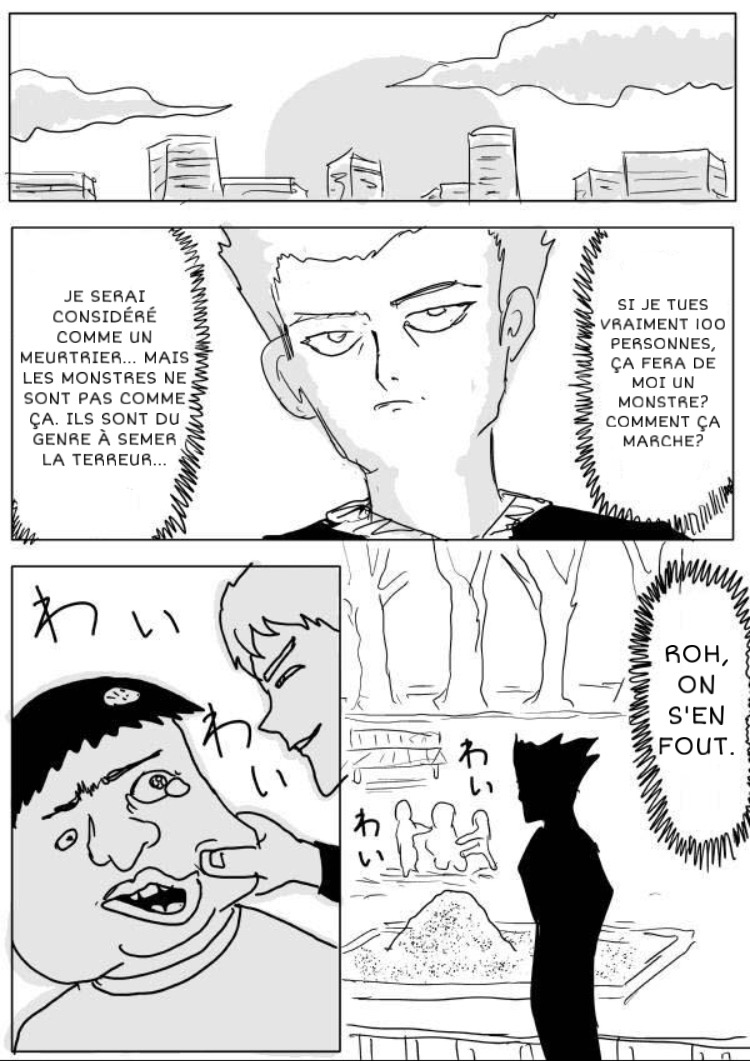 SI JE TUES
VRAIMENT 100
PERSONNES,
ÇA FERA DE
MOI UN
MONSTRE?
COMMENT ÇA
MARCHE?
JE SERAI
CONSIDÉRÉ
COMME UN
MEURTRIER... MAIS
LES MONSTRES NE
SONT PAS COMME
ÇA. ILS SONT DU
GENRE À SEMER
LA TERREUR...
ROH,
ON
S'EN
FOUT.
わい
わい
わい
わい